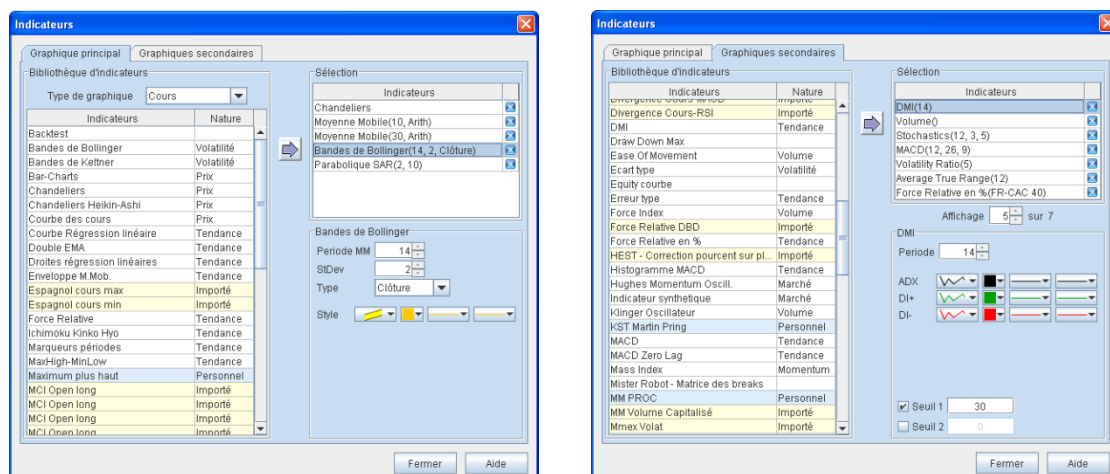 Indicateurs
Graphique principal Graphiques secondaires
Bibliothèque d'indicateurs
Type de graphique Cours
Indicateurs Nature
Backtest
Bandes de Bollinger Volatilité
Bandes de Keltner Volatilité
Bar-Charts Prix
Chandeliers Prix
Chandeliers Heikin-Ashi Prix
Courbe des cours Prix
Courbe Régression linéaire Tendance
Double EMA Tendance
Droites régression linéaires Tendance
Enveloppe M.Mob. Tendance
Espagnol cours max Importé
Espagnol cours min Importé
Force Relative Tendance
Ichimoku Kinko Hyo Tendance
Marqueurs périodes Tendance
MaxHigh-MinLow Tendance
Maximum plus haut Personnel
MCI Open long Importé
MCI Open long Importé
MCI Open long Importé
MCI Open long Importé
Sélection
Indicateurs
Chandeliers
Moyenne Mobile(10, Arith)
Moyenne Mobile(30, Arith)
Bandes de Bollinger(14, 2, Clôture)
Parabolique SAR(2, 10)
Bandes de Bollinger
Periode MM 14
StDev 2
Type Clôture
Style
Fermer Aide
Indicateurs
Graphique principal Graphiques secondaires
Bibliothèque d'indicateurs
Indicateurs Nature
Divergence Cours-MACD Importé
Divergence Cours-RSI Importé
DMI Tendance
Draw Down Max
Ease Of Movement Volume
Ecart type Volatilité
Equity courbe
Erreur type Tendance
Force Index Volume
Force Relative DBD Importé
Force Relative en % Tendance
HEST - Correction pourcent sur pl... Importé
Histogramme MACD Tendance
Hughes Momentum Oscill. Marché
Indicateur synthetique Marché
Klinger Oscillateur Volume
KST Martin Pring Personnel
MACD Tendance
MACD Zero Lag Tendance
Mass Index Momentum
Mister Robot - Matrice des breaks
MM PROC Personnel
MM Volume Capitalisé Importé
Mmex Volat Importé
Sélection
Indicateurs
DMI(14)
Volume()
Stochastics(12, 3, 5)
MACD(12, 26, 9)
Volatility Ratio(5)
Average True Range(12)
Force Relative en %(FR-CAC 40)
Affichage 5 sur 7
DMI
Periode 14
ADX
DI+
DI-
Seuil 1 30
Seuil 2 0
Fermer Aide